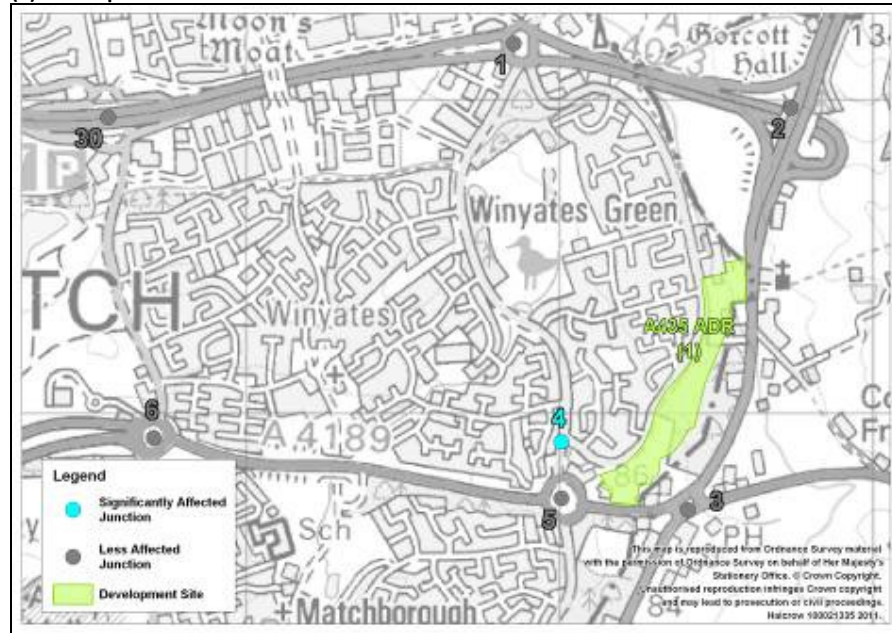 Moon's
Moat
Gorcott
Hall
1
2
30
P
Winyates Green
TCH
Winyates
A435 ADR
(1)
4
6
A 4189
86
5
3
PH
Sch
Matchborough
84
Legend
Significantly Affected
Junction
Less Affected
Junction
Development Site
This map is reproduced from Ordnance Survey material
with the permission of Ordnance Survey on behalf of Her Majesty's
Stationery Office. © Crown Copyright.
Unauthorised reproduction infringes Crown copyright
and may lead to prosecution or civil proceedings.
Halcrow 100021335 2011.